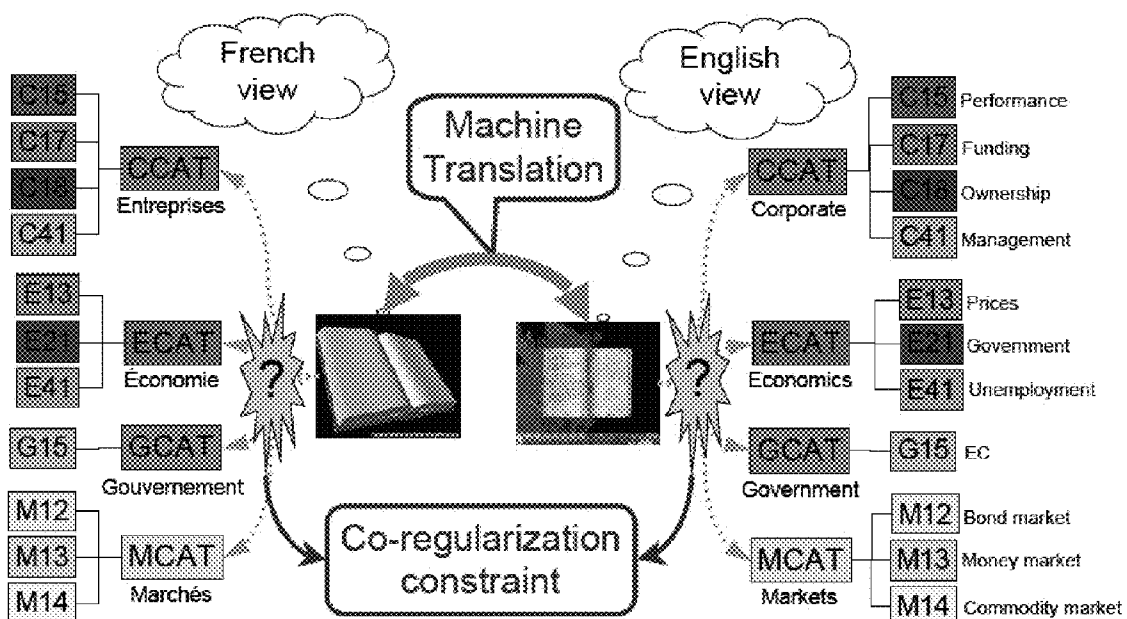 French
view
C15
C17
C18
C41
CCAT
Entreprises
E13
E21
E41
ECAT
Économie
G15
GCAT
Gouvernement
M12
M13
M14
MCAT
Marchés
Machine
Translation
?
?
Co-regularization
constraint
English
view
CCAT
Corporate
C15 Performance
C17 Funding
C18 Ownership
C41 Management
ECAT
Economics
E13 Prices
E21 Government
E41 Unemployment
GCAT
Government
G15 EC
MCAT
Markets
M12 Bond market
M13 Money market
M14 Commodity market